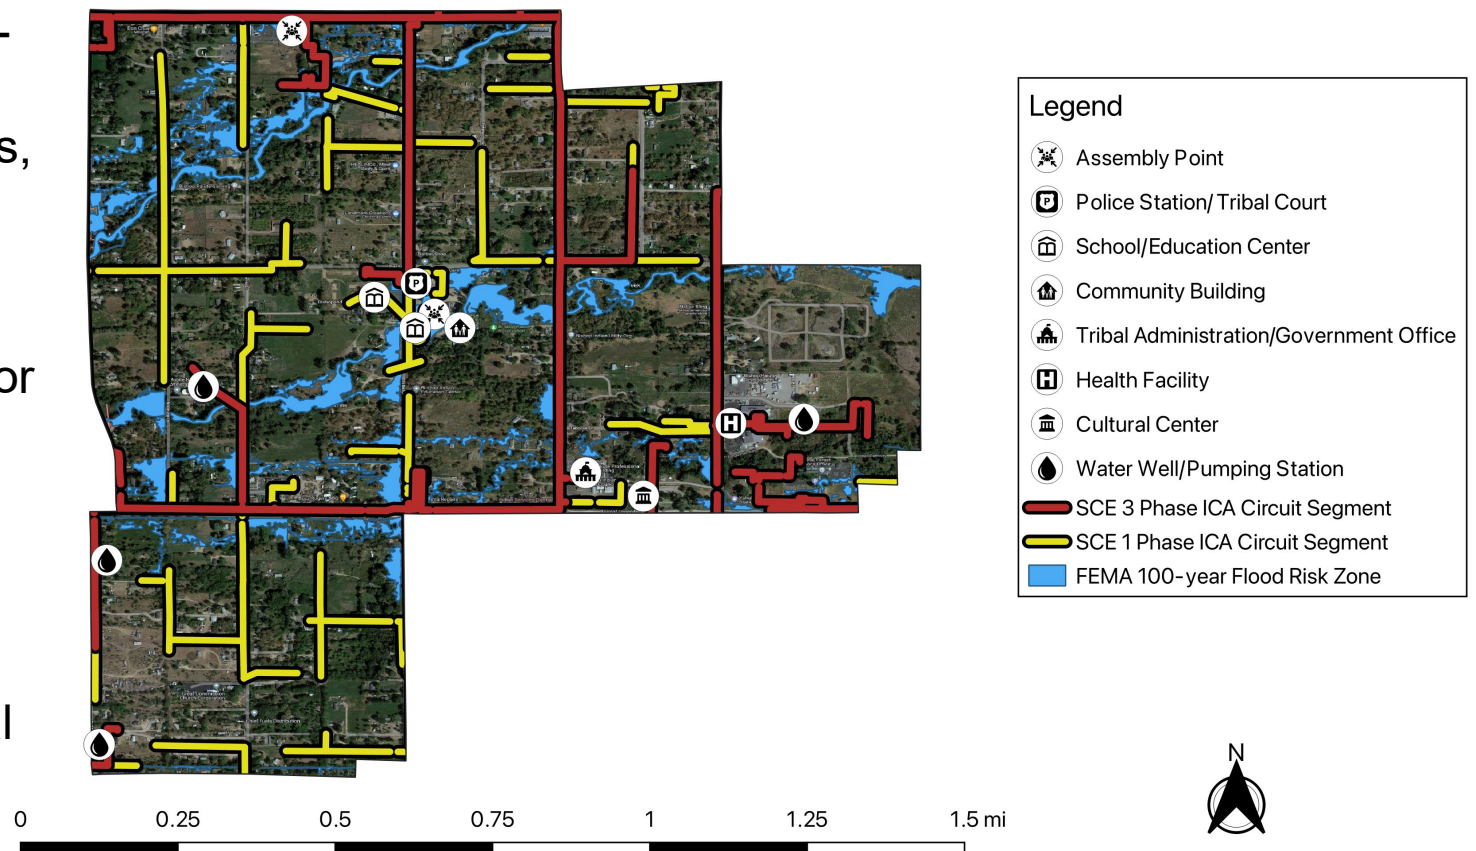 s,
or
l
Legend
Assembly Point
Police Station/ Tribal Court
School/Education Center
Community Building
Tribal Administration/Government Office
Health Facility
Cultural Center
Water Well/Pumping Station
SCE 3 Phase ICA Circuit Segment
SCE 1 Phase ICA Circuit Segment
FEMA 100-year Flood Risk Zone
P
P
H
H
N
0 0.25 0.5 0.75 1 1.25 1.5 mi